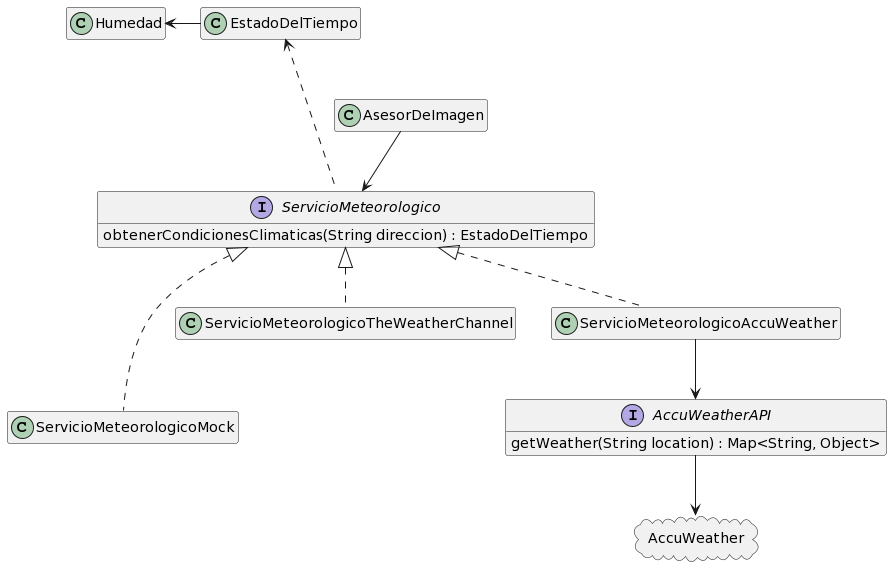 C Humedad
C EstadoDelTiempo
C AsesorDeImagen
I ServicioMeteorologico
obtenerCondicionesClimaticas(String direccion) : EstadoDelTiempo
C ServicioMeteorologicoTheWeatherChannel
C ServicioMeteorologicoAccuWeather
C ServicioMeteorologicoMock
I AccuWeatherAPI
getWeather(String location) : Map<String, Object>
AccuWeather